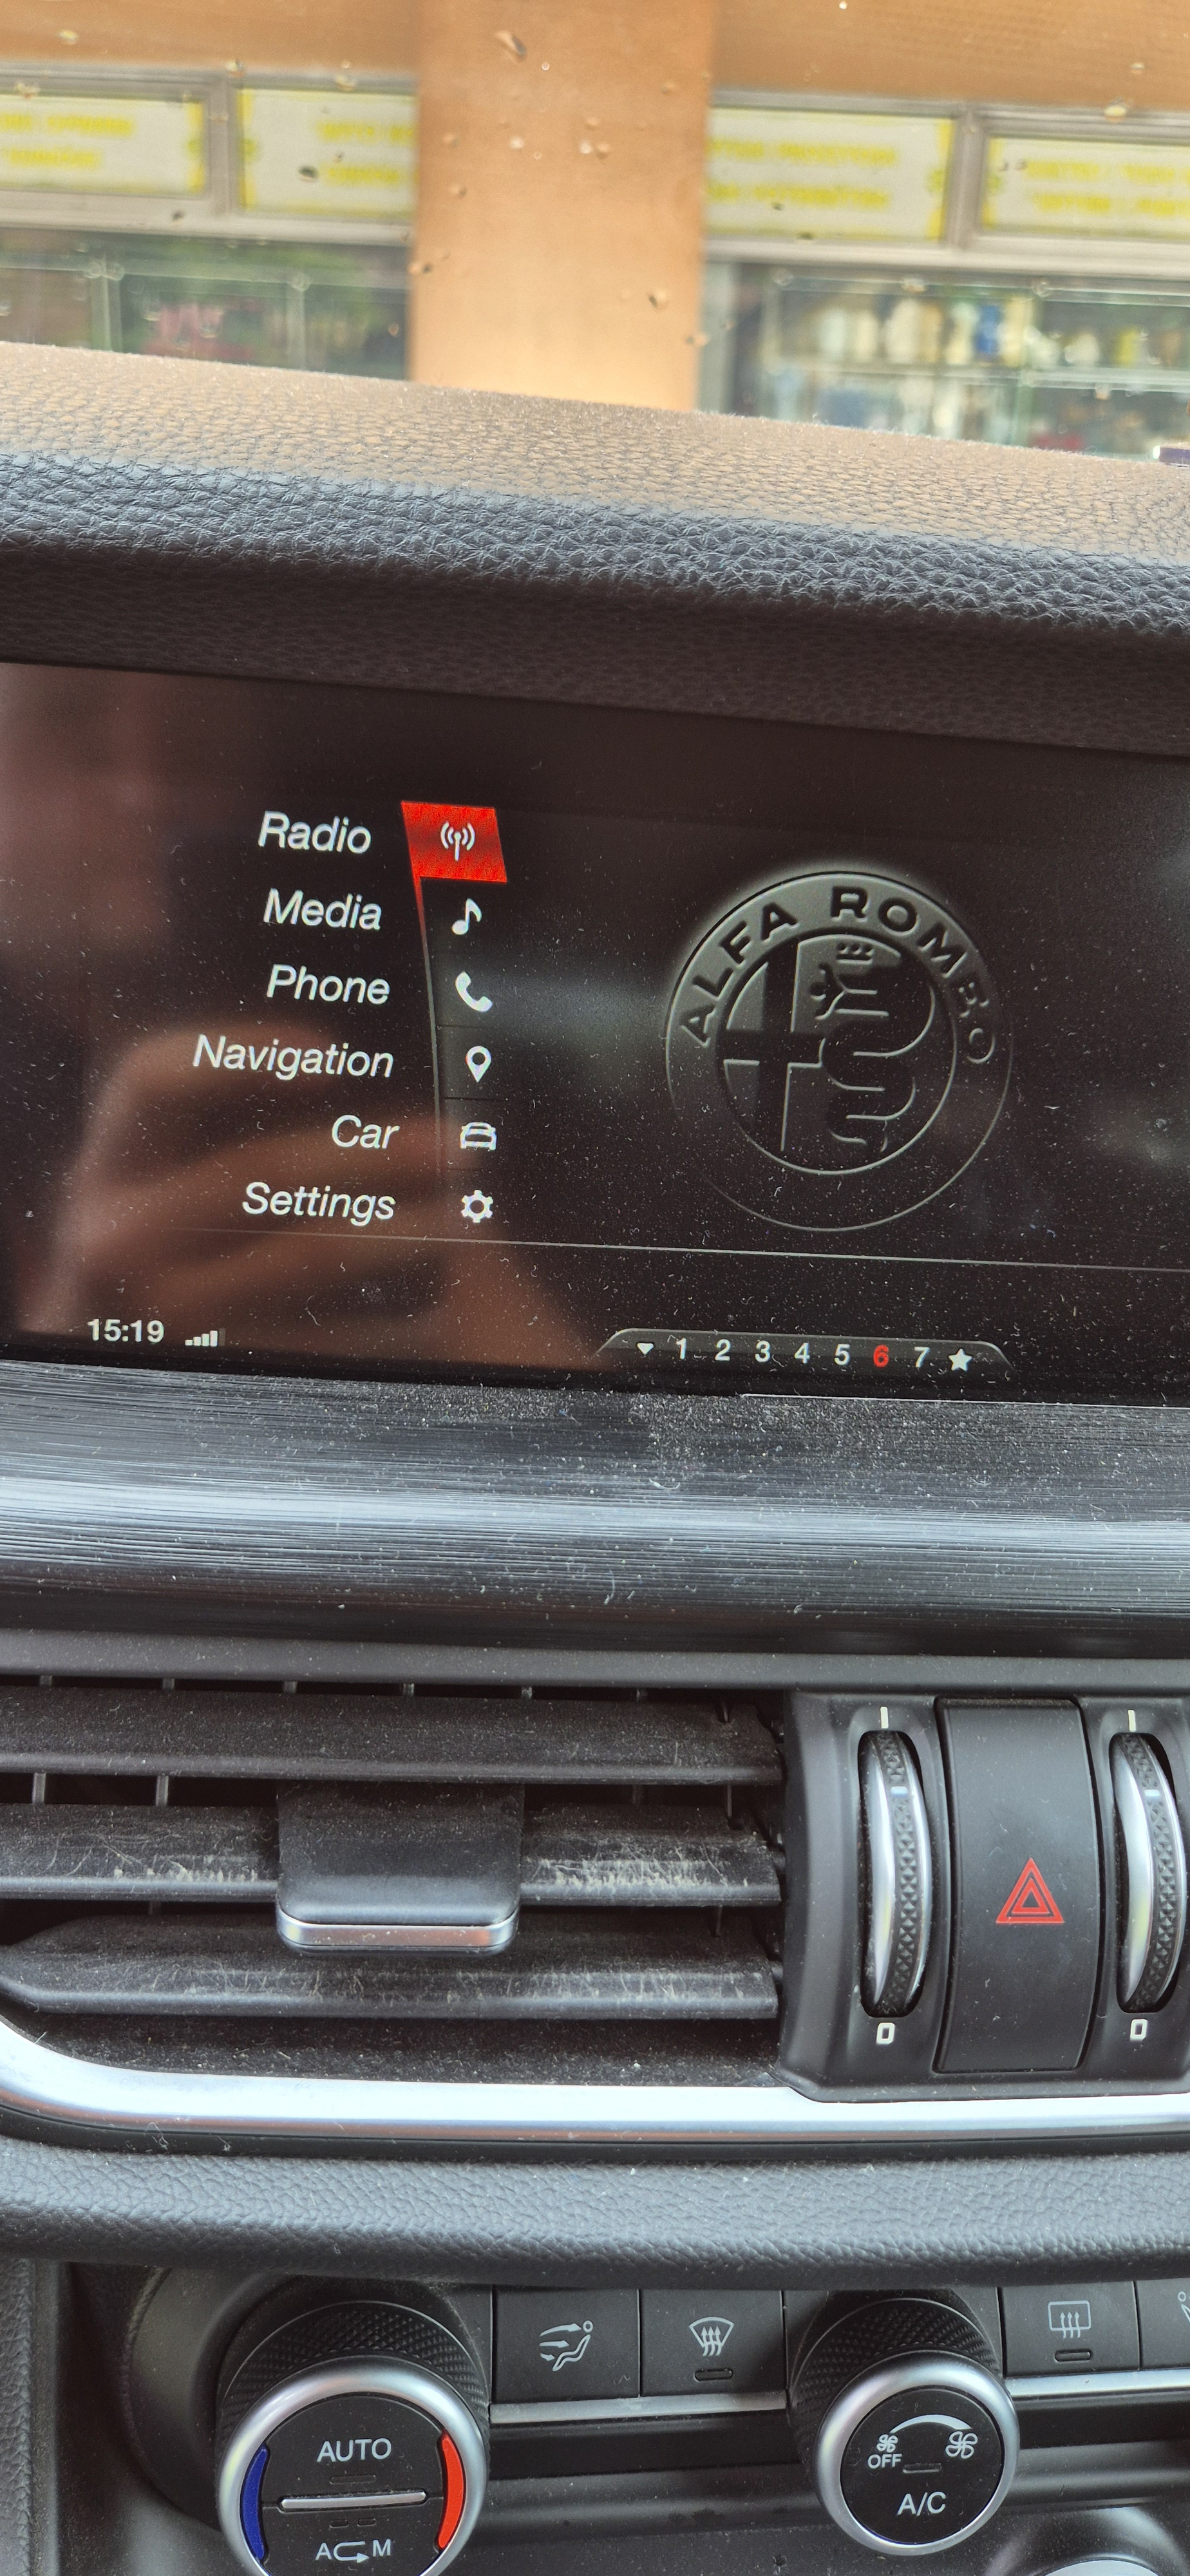 Radio
Media
Phone
Navigation
Car
Settings
ALFA ROMEO
15:19
1 2 3 4 5 6 7
0
0
AUTO
A M
OFF
A/C